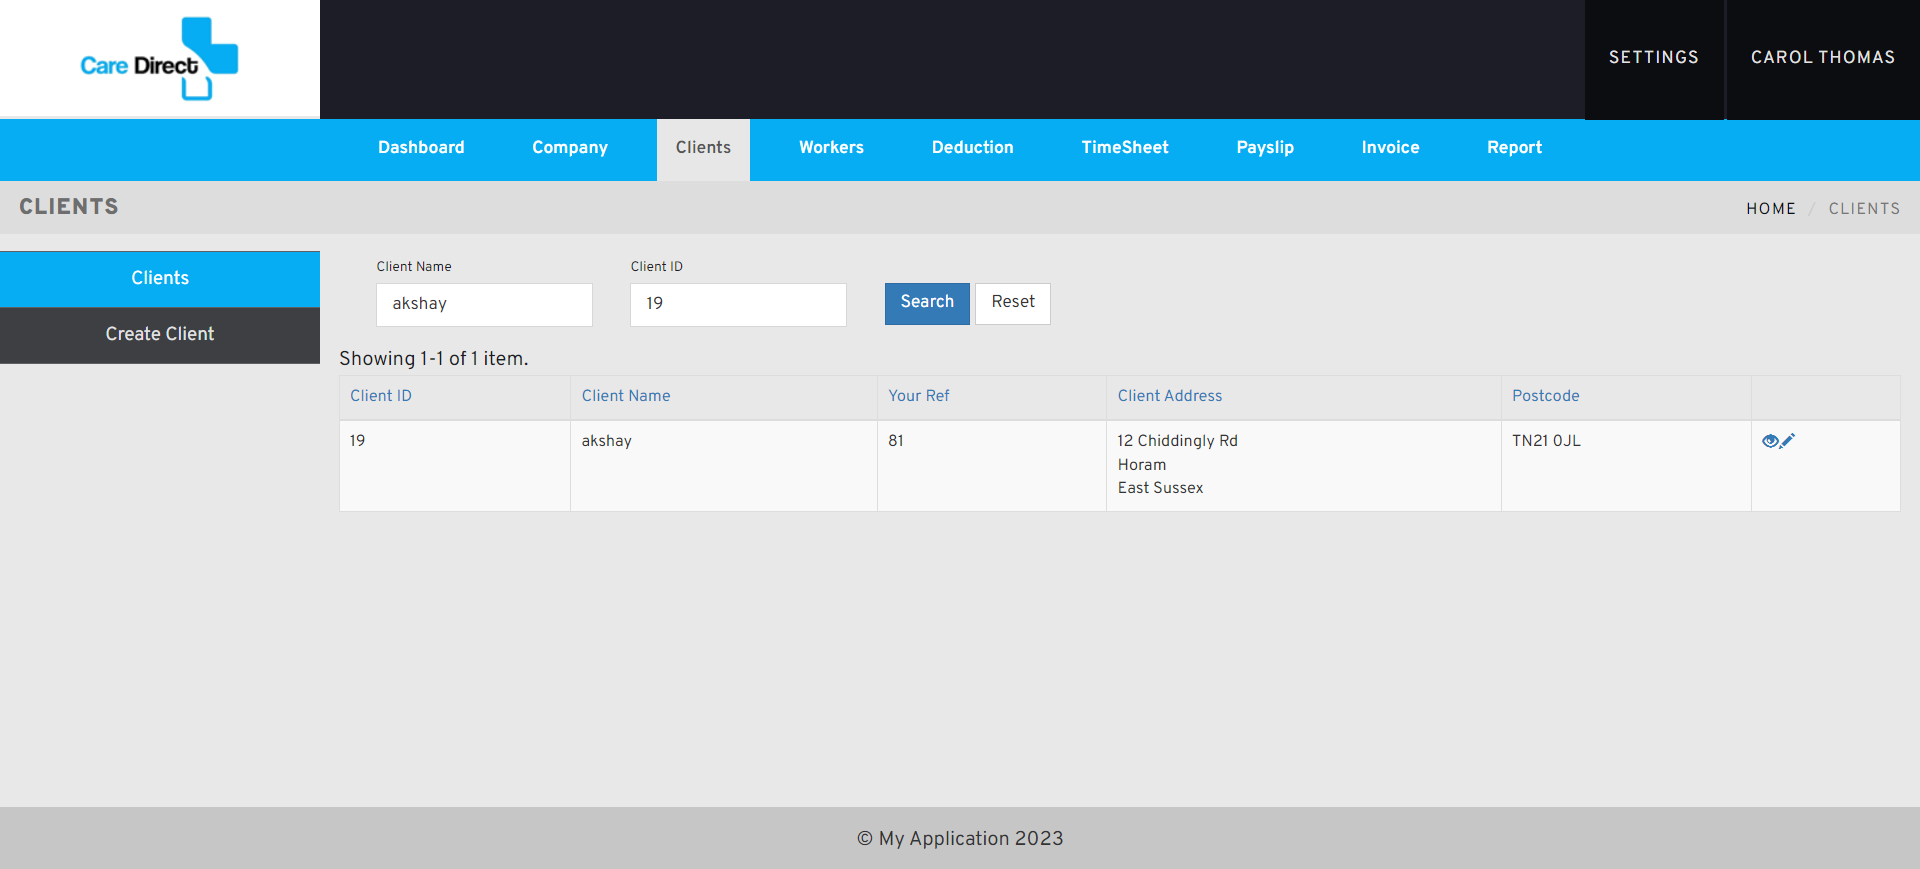 Care Direct
SETTINGS
CAROL THOMAS
Dashboard
Company
Clients
Workers
Deduction
TimeSheet
Payslip
Invoice
Report
CLIENTS
HOME / CLIENTS
Clients
Create Client
Client Name
Client ID
akshay
19
Search
Reset
Showing 1-1 of 1 item.
Client ID
Client Name
Your Ref
Client Address
Postcode
19
akshay
81
12 Chiddingly Rd
Horam
East Sussex
TN21 0JL
© My Application 2023